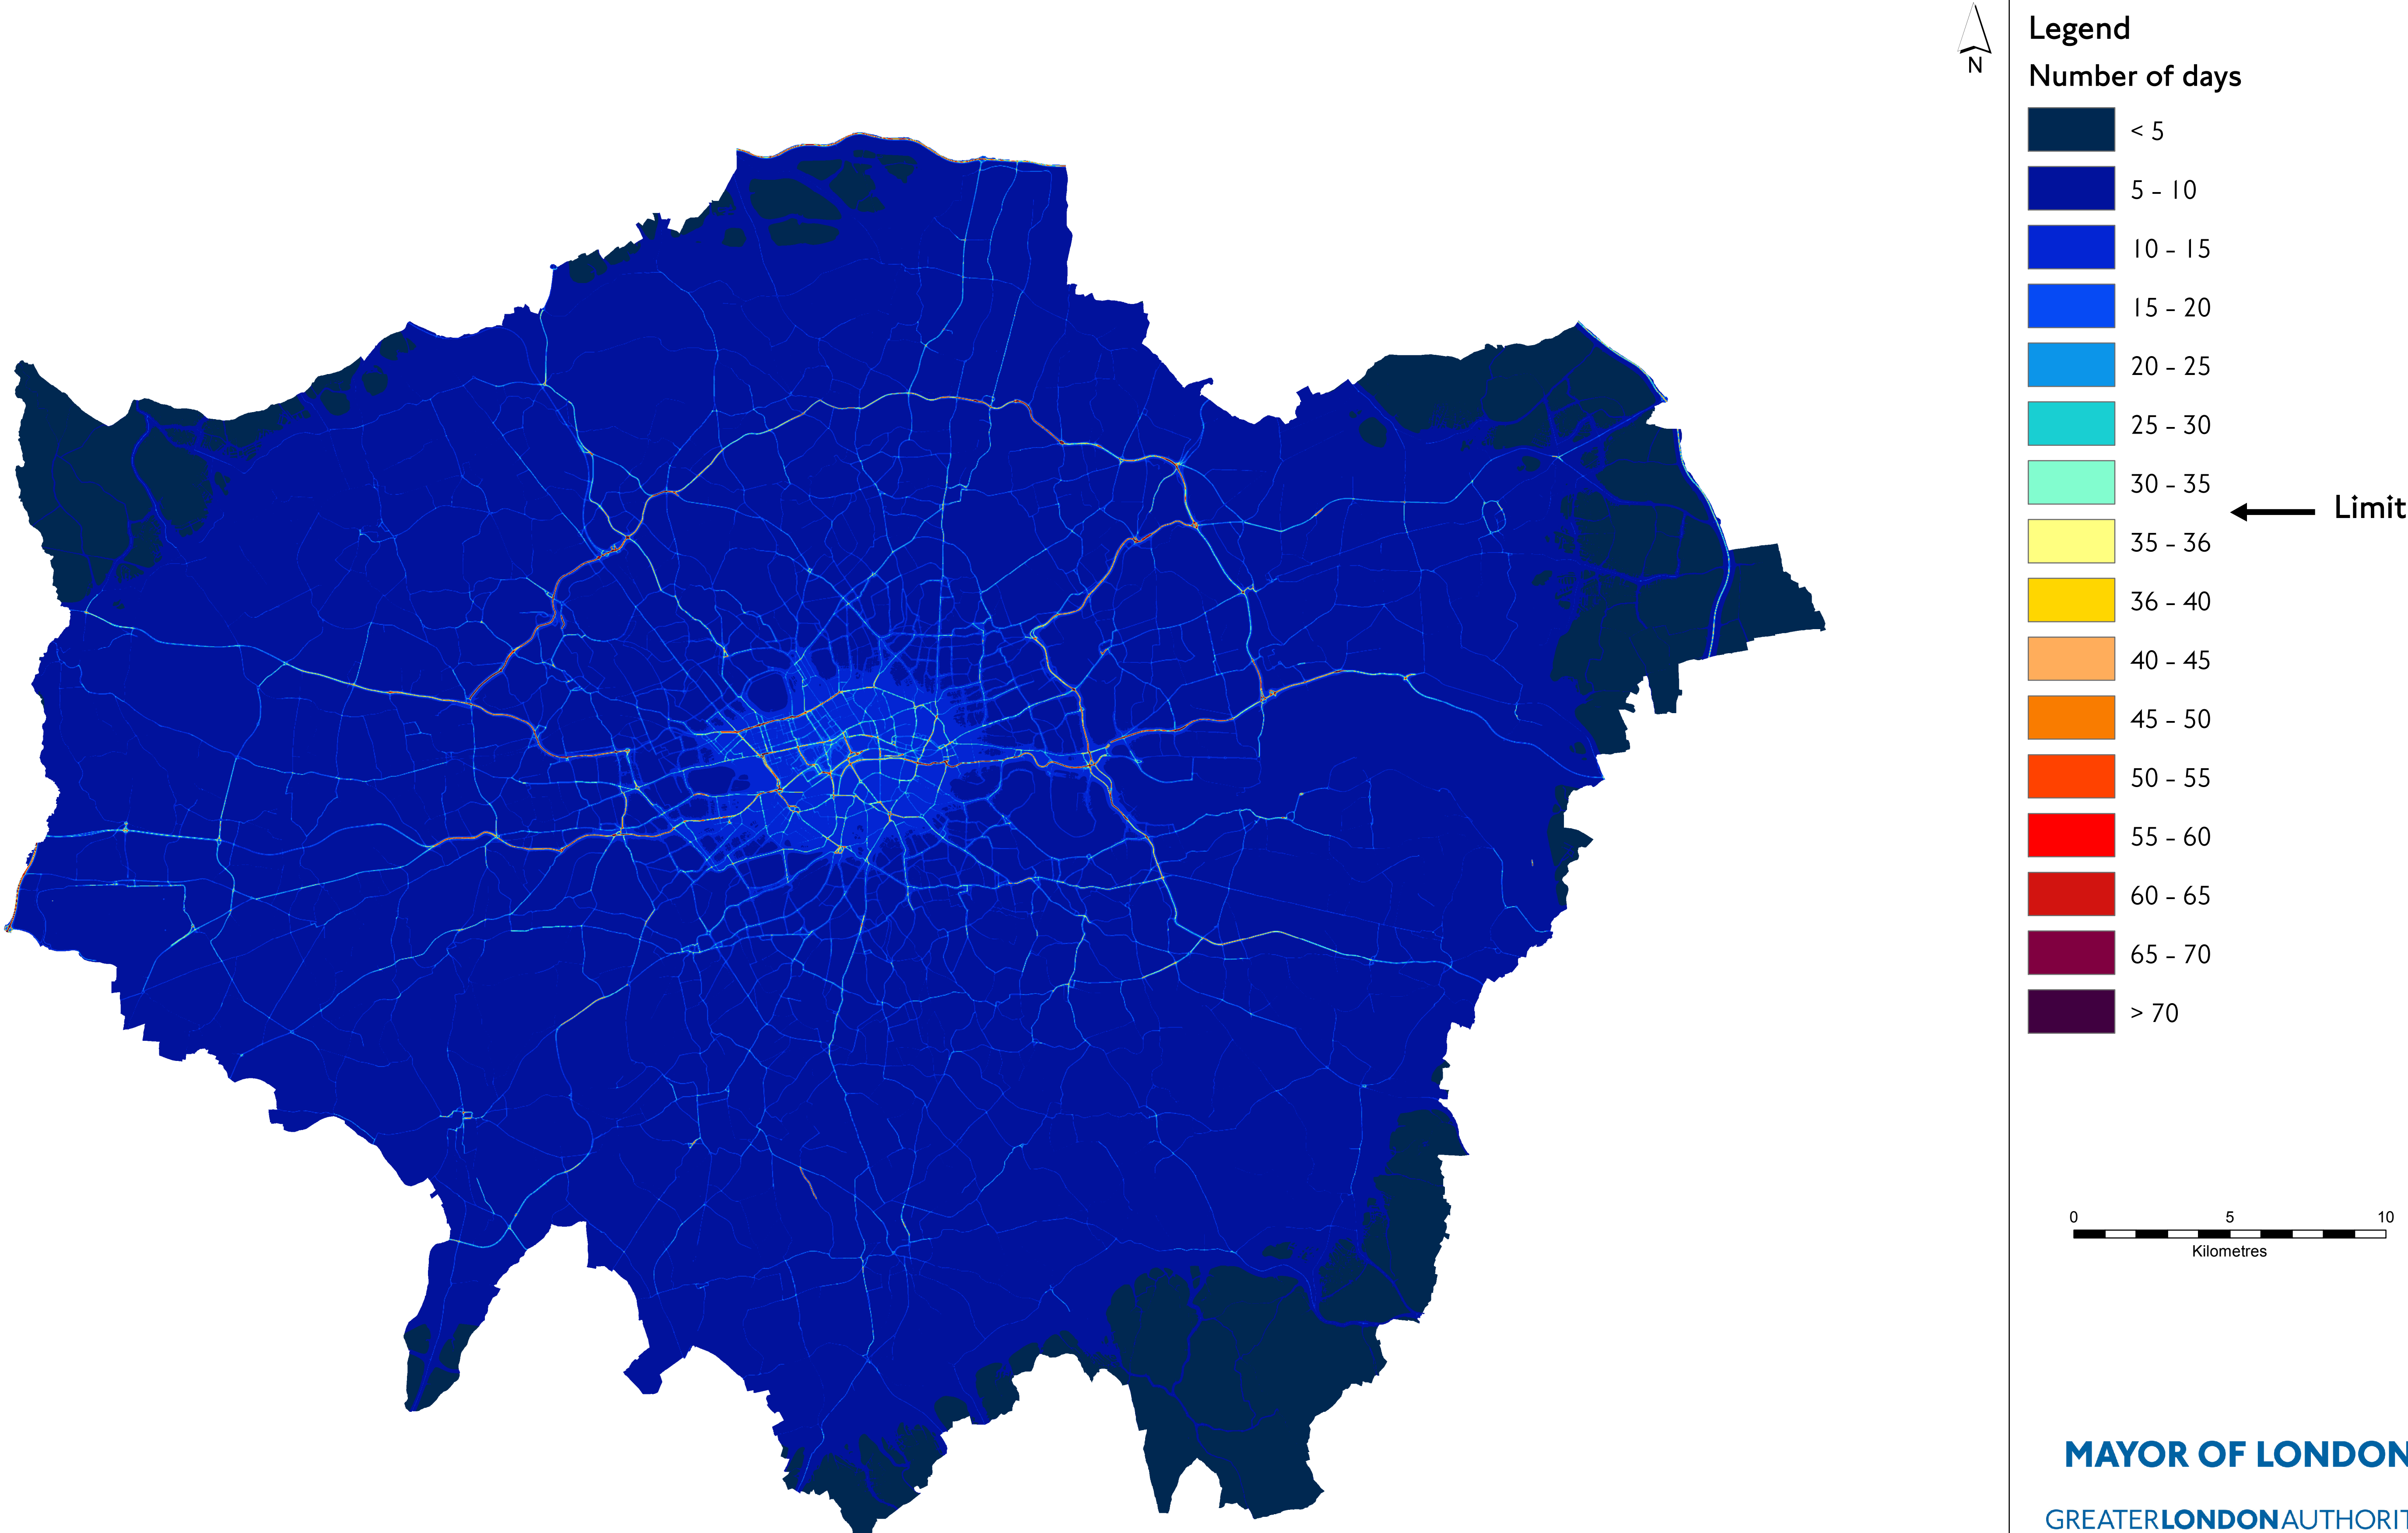 N
Legend
Number of days
< 5
5 - 10
10 - 15
15 - 20
20 - 25
25 - 30
30 - 35
Limit
35 - 36
36 - 40
40 - 45
45 - 50
50 - 55
55 - 60
60 - 65
65 - 70
> 70
0 5 10
Kilometres
MAYOR OF LONDON
GREATERLONDONAUTHORIT